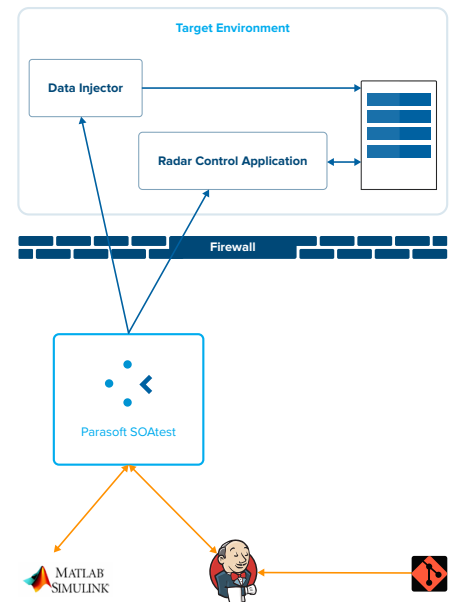 Target Environment
Data Injector
Radar Control Application
Firewall
Parasoft SOAtest
MATLAB
SIMULINK